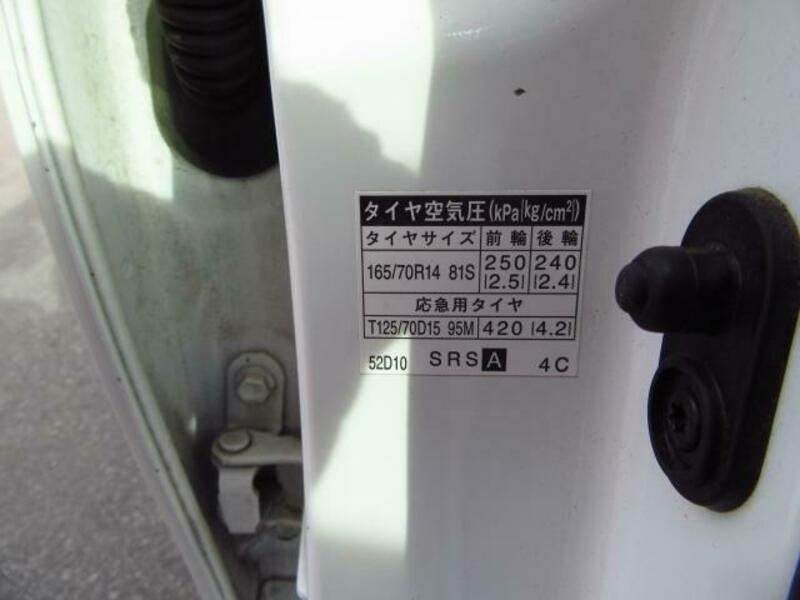 タイヤ空気圧(kPa|kg/cm²|)
タイヤサイズ 前輪 後輪
165/70R14 81S 250 240
|2.5| |2.4|
応急用タイヤ
T125/70D15 95M 420 |4.2|
52D10 SRS A 4C